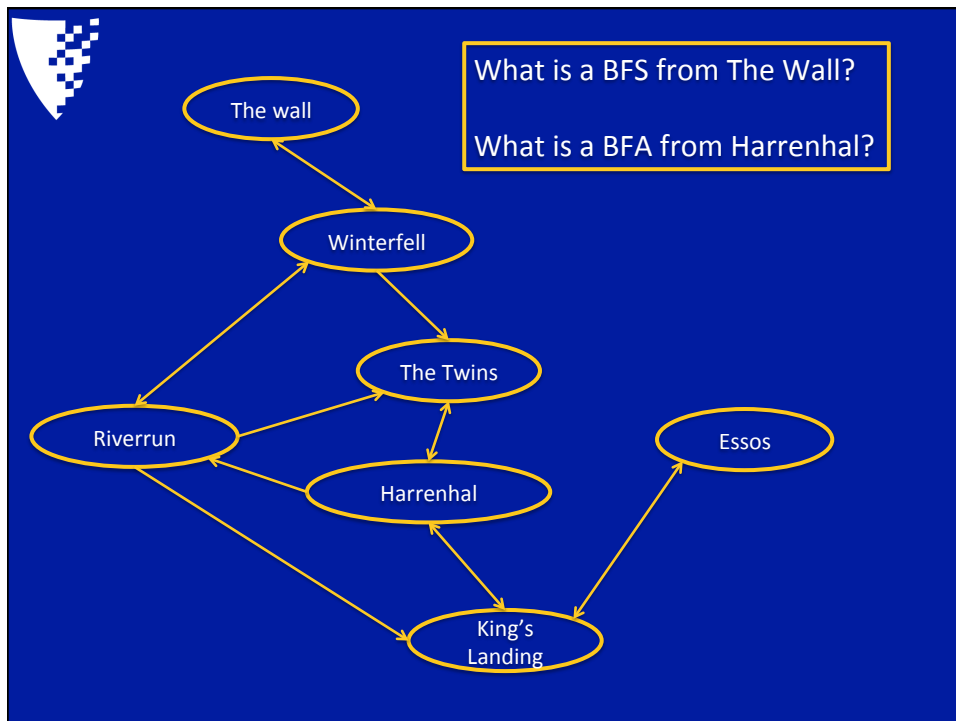 What is a BFS from The Wall?
What is a BFA from Harrenhal?
The wall
Winterfell
The Twins
Riverrun
Essos
Harrenhal
King’s
Landing